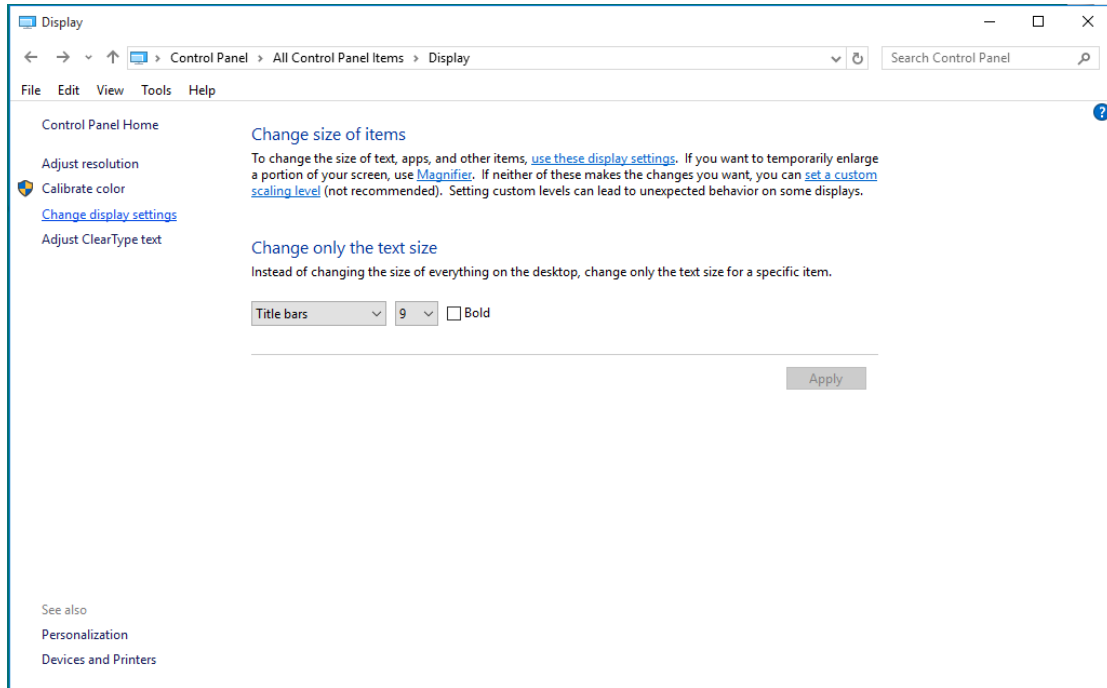 Display
Control Panel > All Control Panel Items > Display
Search Control Panel
File Edit View Tools Help
Control Panel Home
Adjust resolution
Calibrate color
Change display settings
Adjust ClearType text
Change size of items
To change the size of text, apps, and other items, use these display settings. If you want to temporarily enlarge
a portion of your screen, use Magnifier. If neither of these makes the changes you want, you can set a custom
scaling level (not recommended). Setting custom levels can lead to unexpected behavior on some displays.
Change only the text size
Instead of changing the size of everything on the desktop, change only the text size for a specific item.
Title bars 9 Bold
Apply
See also
Personalization
Devices and Printers